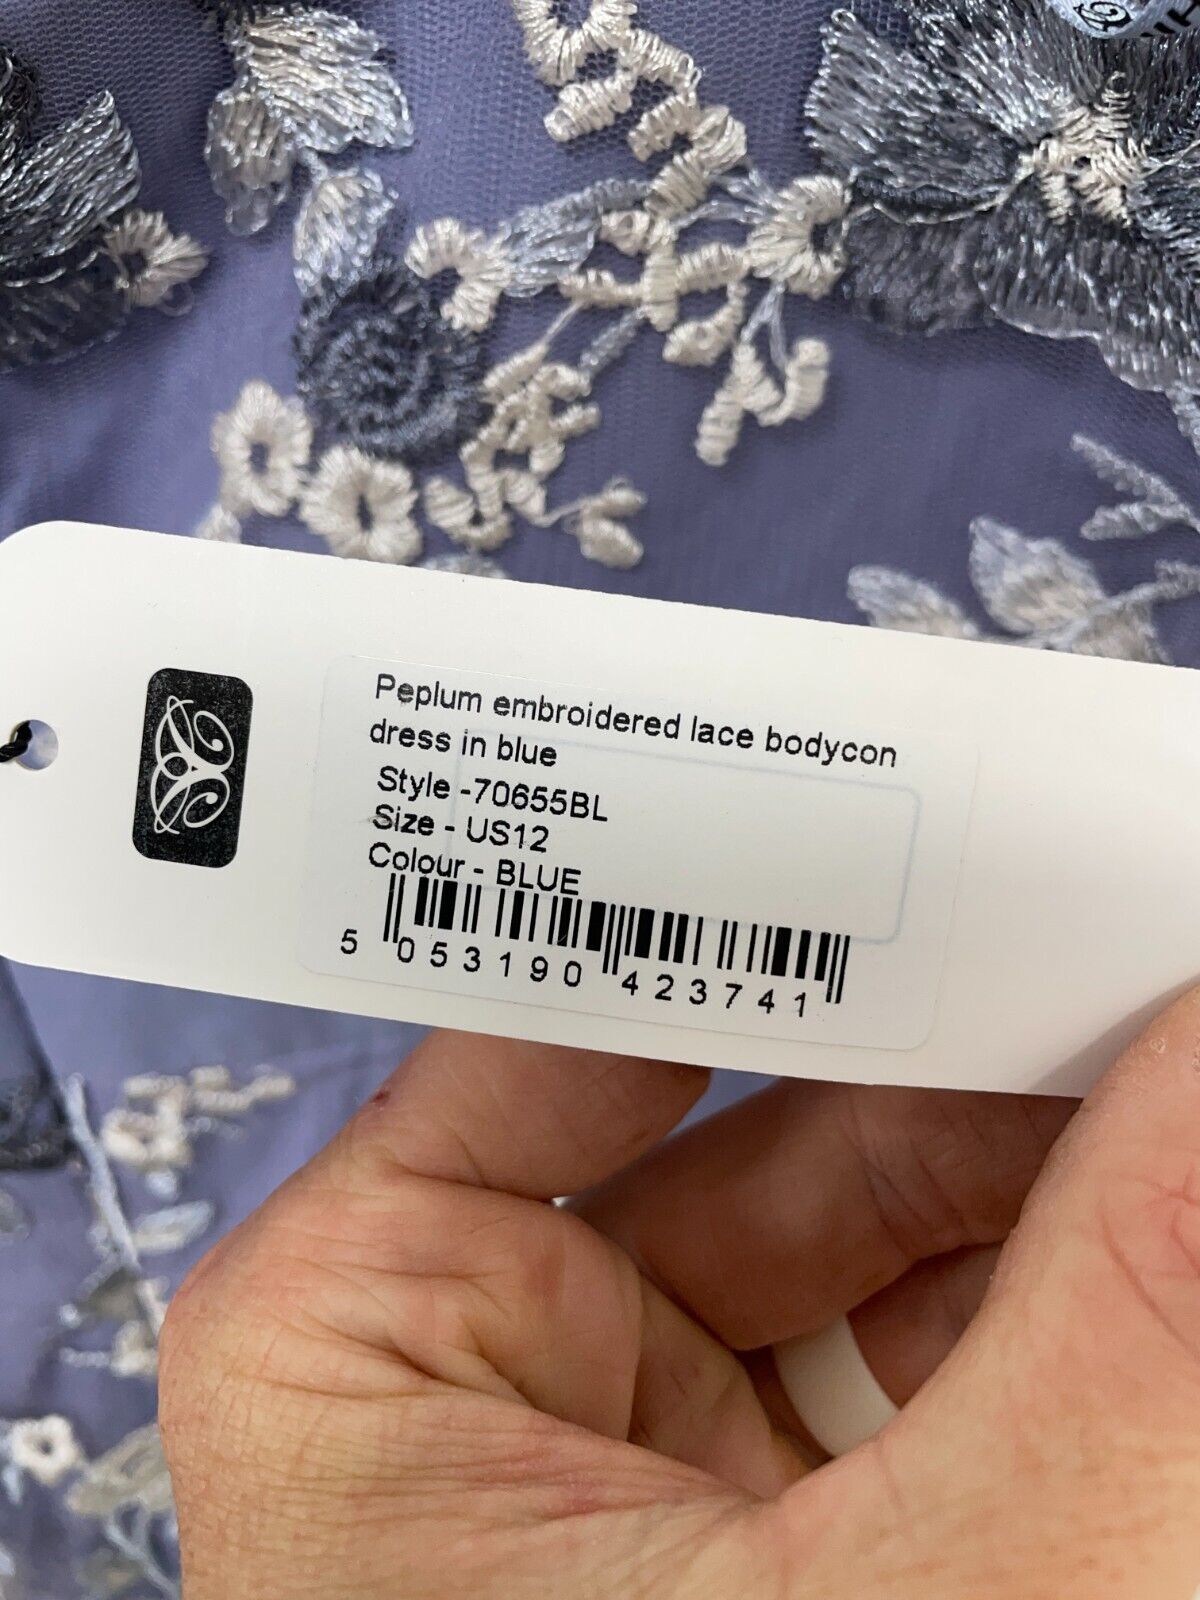 Peplum embroidered lace bodycon
dress in blue
Style -70655BL
Size - US12
Colour - BLUE
5 053190 423741